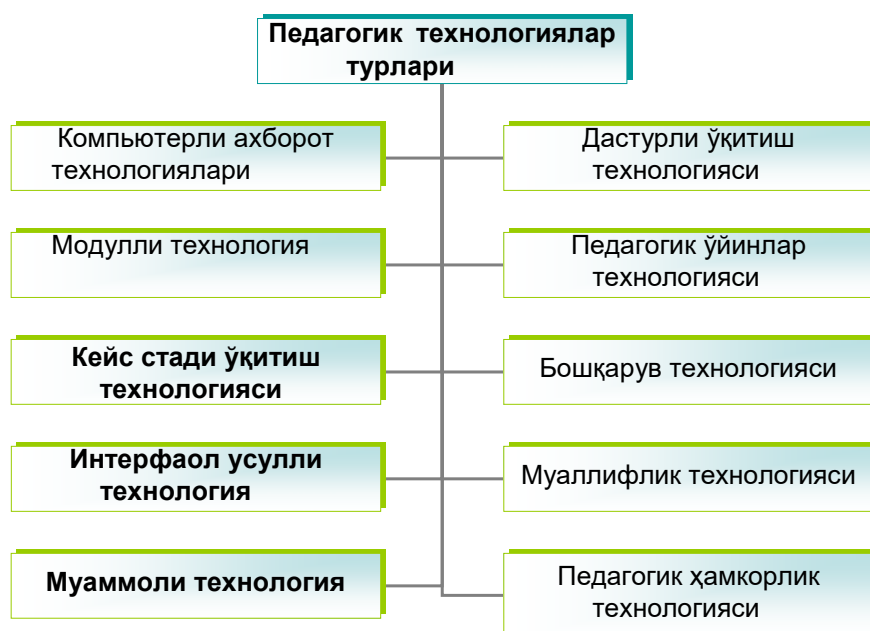 Педагогик технологиялар
турлари
Компьютерли ахборот
технологиялари
Дастурли ўқитиш
технологияси
Модулли технология
Педагогик ўйинлар
технологияси
Кейс стади ўқитиш
технологияси
Бошқарув технологияси
Интерфаол усулли
технология
Муаллифлик технологияси
Муаммоли технология
Педагогик ҳамкорлик
технологияси